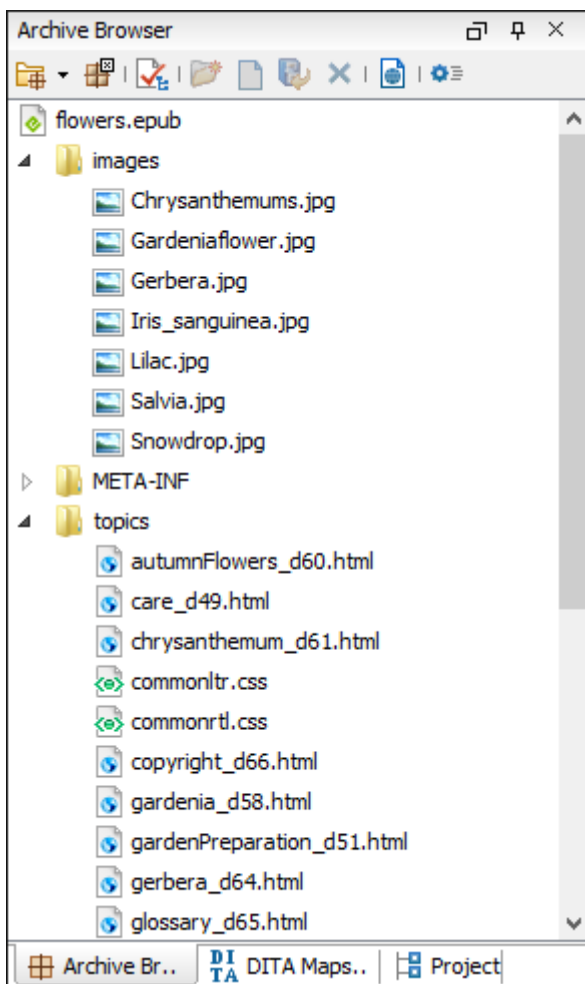 Archive Browser
flowers.epub
images
Chrysanthemums.jpg
Gardeniaflower.jpg
Gerbera.jpg
Iris_sanguinea.jpg
Lilac.jpg
Salvia.jpg
Snowdrop.jpg
META-INF
topics
autumnFlowers_d60.html
care_d49.html
chrysanthemum_d61.html
commonltr.css
commonrtl.css
copyright_d66.html
gardenia_d58.html
gardenPreparation_d51.html
gerbera_d64.html
glossary_d65.html
Archive Br.. DITA DITA Maps.. Project